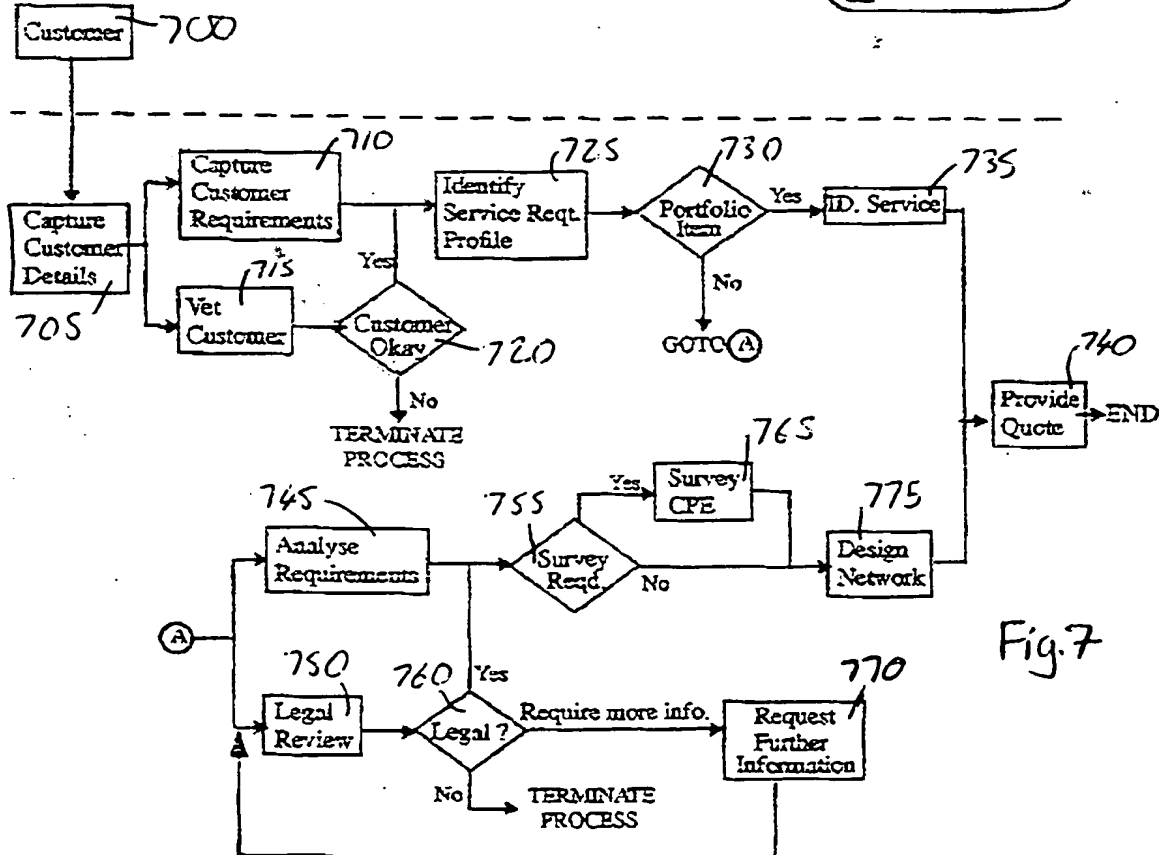 Customer
700
710
Capture
Customer
Requirements
725
Identify
Service Reqt.
Profile
730
Portfolio
Item
Yes
735
ID. Service
Capture
Customer
Details
705
715
Vet
Customer
Yes
Customer
Okay
720
No
TERMINATE
PROCESS
No
GOTO A
740
Provide
Quote
END
745
Analyse
Requirements
755
Survey
Reqd.
Yes
765
Survey
CPE
No
775
Design
Network
A
750
Legal
Review
760
Legal ?
Yes
Require more info.
770
Request
Further
Information
No
TERMINATE
PROCESS
Fig.7